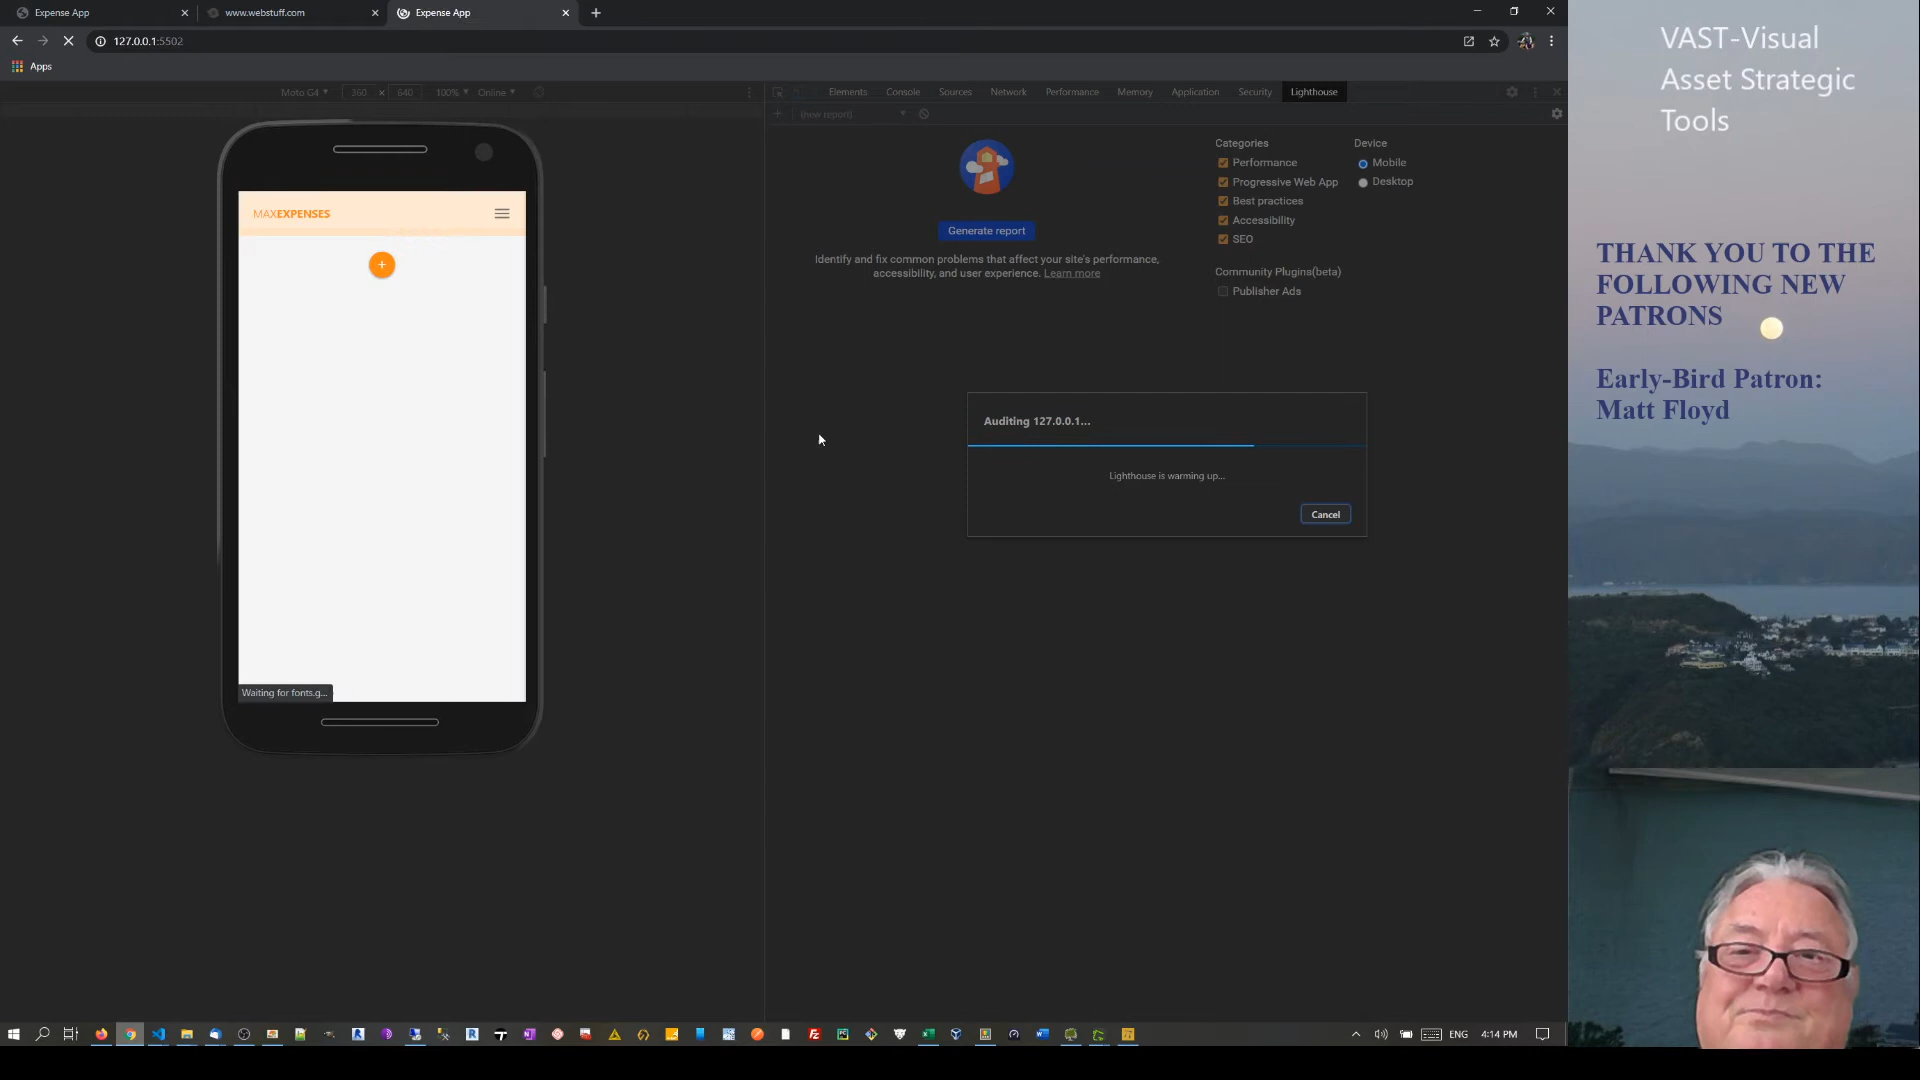 Expense App
www.webstuff.com
Expense App
127.0.0.1:5502
Apps
Moto G4
360 × 640
100%
Online
Elements
Console
Sources
Network
Performance
Memory
Application
Security
Lighthouse
(new report)
MAXEXPENSES
+
Waiting for fonts.g...
Generate report
Identify and fix common problems that affect your site's performance,
accessibility, and user experience. Learn more
Categories
Performance
Progressive Web App
Best practices
Accessibility
SEO
Community Plugins(beta)
Publisher Ads
Device
Mobile
Desktop
Auditing 127.0.0.1...
Lighthouse is warming up...
Cancel
VAST-Visual
Asset Strategic
Tools
THANK YOU TO THE
FOLLOWING NEW
PATRONS
Early-Bird Patron:
Matt Floyd
ENG
4:14 PM